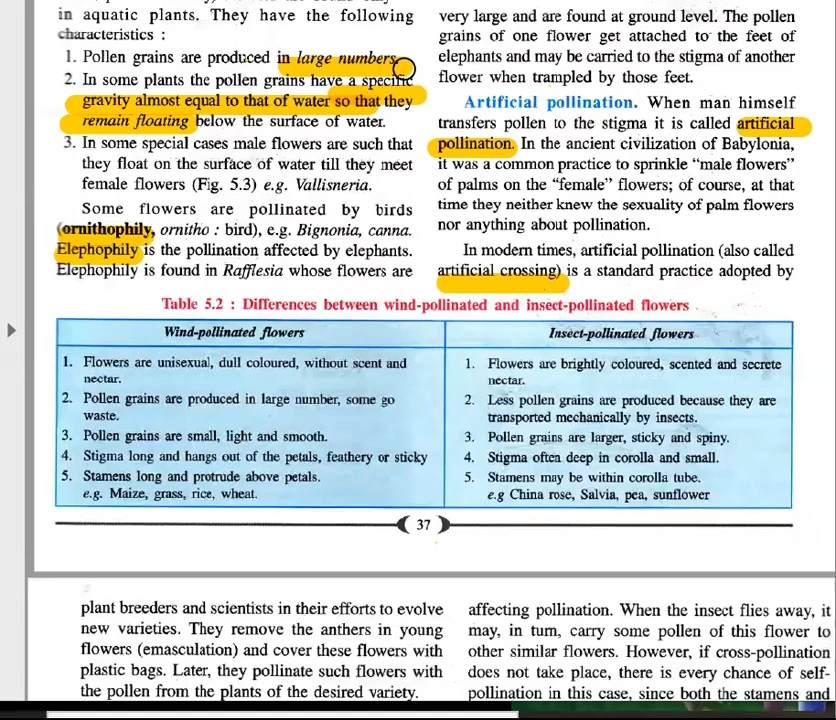 in aquatic plants. They have the following
characteristics :
1. Pollen grains are produced in large numbers.
2. In some plants the pollen grains have a specific
gravity almost equal to that of water so that they
remain floating below the surface of water.
3. In some special cases male flowers are such that
they float on the surface of water till they meet
female flowers (Fig. 5.3) e.g. Vallisneria.
Some flowers are pollinated by birds
(ornithophily, ornitho : bird), e.g. Bignonia, canna.
Elephophily is the pollination affected by elephants.
Elephophily is found in Rafflesia whose flowers are
very large and are found at ground level. The pollen
grains of one flower get attached to the feet of
elephants and may be carried to the stigma of another
flower when trampled by those feet.
Artificial pollination. When man himself
transfers pollen to the stigma it is called artificial
pollination. In the ancient civilization of Babylonia,
it was a common practice to sprinkle “male flowers”
of palms on the “female” flowers; of course, at that
time they neither knew the sexuality of palm flowers
nor anything about pollination.
In modern times, artificial pollination (also called
artificial crossing) is a standard practice adopted by
Table 5.2 : Differences between wind-pollinated and insect-pollinated flowers
Wind-pollinated flowers
1. Flowers are unisexual, dull coloured, without scent and
nectar.
2. Pollen grains are produced in large number, some go
waste.
3. Pollen grains are small, light and smooth.
4. Stigma long and hangs out of the petals, feathery or sticky
5. Stamens long and protrude above petals.
e.g. Maize, grass, rice, wheat.
Insect-pollinated flowers
1. Flowers are brightly coloured, scented and secrete
nectar.
2. Less pollen grains are produced because they are
transported mechanically by insects.
3. Pollen grains are larger, sticky and spiny.
4. Stigma often deep in corolla and small.
5. Stamens may be within corolla tube.
e.g China rose, Salvia, pea, sunflower
37
plant breeders and scientists in their efforts to evolve
new varieties. They remove the anthers in young
flowers (emasculation) and cover these flowers with
plastic bags. Later, they pollinate such flowers with
the pollen from the plants of the desired variety.
affecting pollination. When the insect flies away, it
may, in turn, carry some pollen of this flower to
other similar flowers. However, if cross-pollination
does not take place, there is every chance of self-
pollination in this case, since both the stamens and